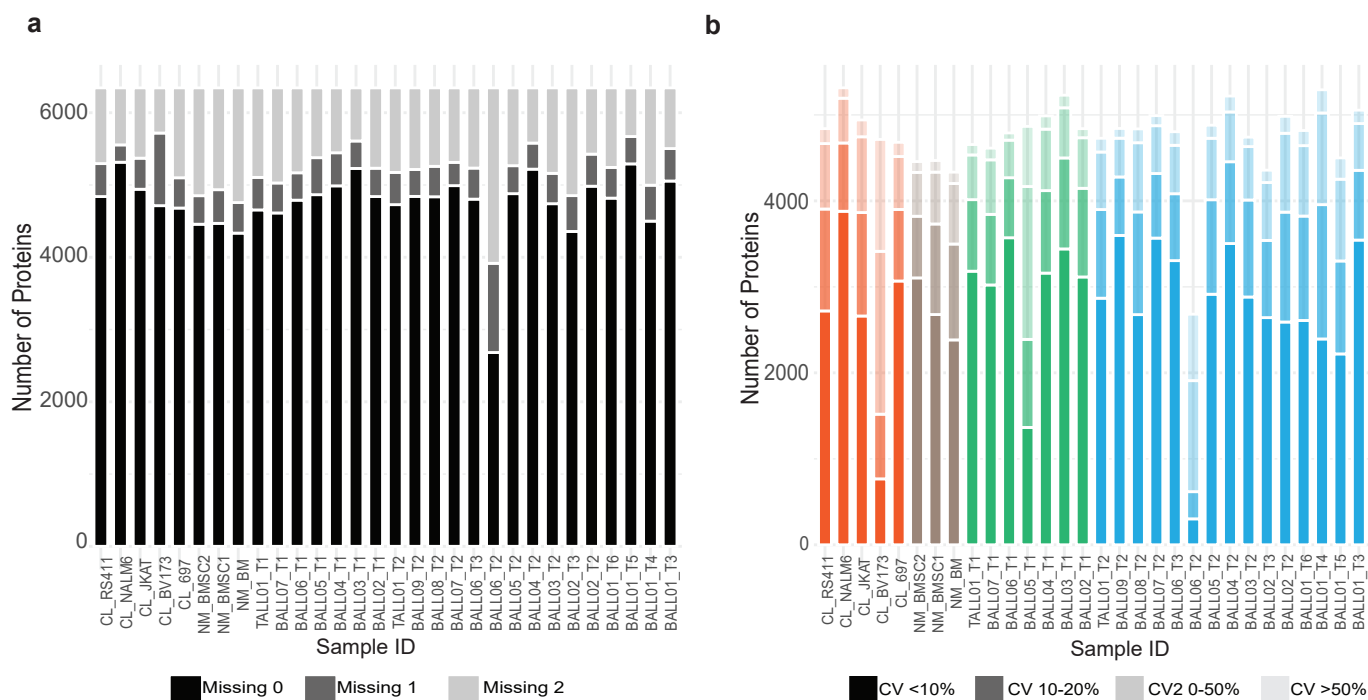 a
b
6000
4000
2000
0
Number of Proteins
CL_RS411
CL_NALM6
CL_JKAT
CL_BV173
CL_697
NM_BMSC2
NM_BMSC1
NM_BM
TALL01_T1
BALL07_T1
BALL06_T1
BALL05_T1
BALL04_T1
BALL03_T1
BALL02_T1
TALL01_T2
BALL09_T2
BALL08_T2
BALL07_T2
BALL06_T3
BALL06_T2
BALL05_T2
BALL04_T2
BALL03_T2
BALL02_T3
BALL02_T2
BALL01_T6
BALL01_T5
BALL01_T4
BALL01_T3
Sample ID
Missing 0
Missing 1
Missing 2
4000
2000
0
Number of Proteins
CL_RS411
CL_NALM6
CL_JKAT
CL_BV173
CL_697
NM_BMSC2
NM_BMSC1
NM_BM
TALL01_T1
BALL07_T1
BALL06_T1
BALL05_T1
BALL04_T1
BALL03_T1
BALL02_T1
TALL01_T2
BALL09_T2
BALL08_T2
BALL07_T2
BALL06_T3
BALL6_T2
BALL05_T2
BALL04_T2
BALL03_T2
BALL02_T3
BALL02_T2
BALL01_T6
BALL01_T4
BALL01_T5
BALL01_T3
Sample ID
CV <10%
CV 10-20%
CV2 0-50%
CV >50%